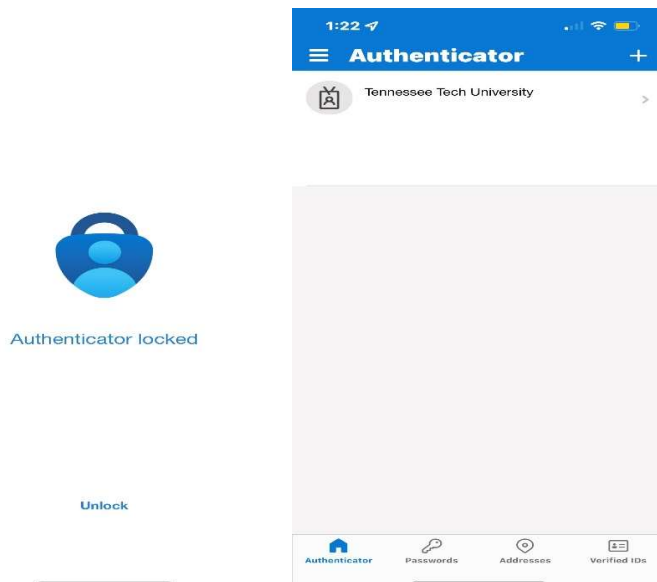 Authenticator locked
Unlock
1:22
Authenticator
Tennessee Tech University
Authenticator
Passwords
Addresses
Verified IDs